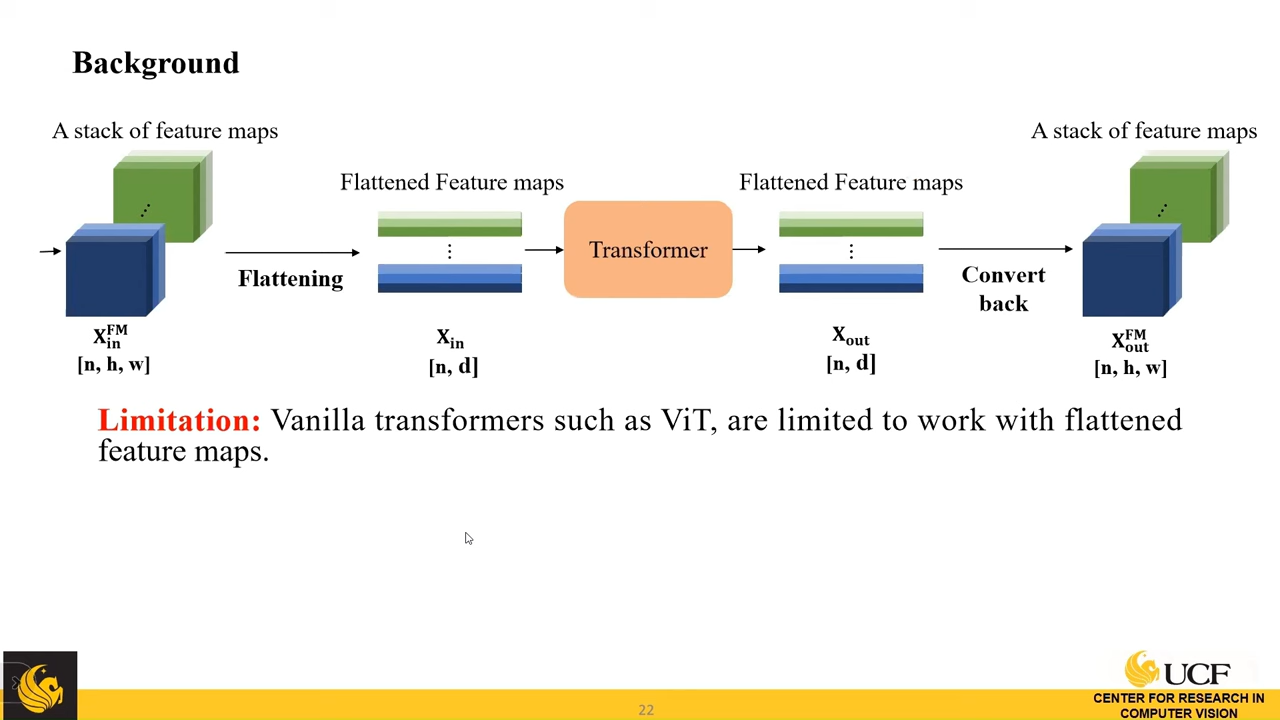 Background
A stack of feature maps
A stack of feature maps
Flattened Feature maps
Flattened Feature maps
Transformer
Flattening
Convert
back
X_in^FM
[n, h, w]
X_in
[n, d]
X_out
[n, d]
X_out^FM
[n, h, w]
Limitation: Vanilla transformers such as ViT, are limited to work with flattened
feature maps.
UCF
CENTER FOR RESEARCH IN
COMPUTER VISION
22